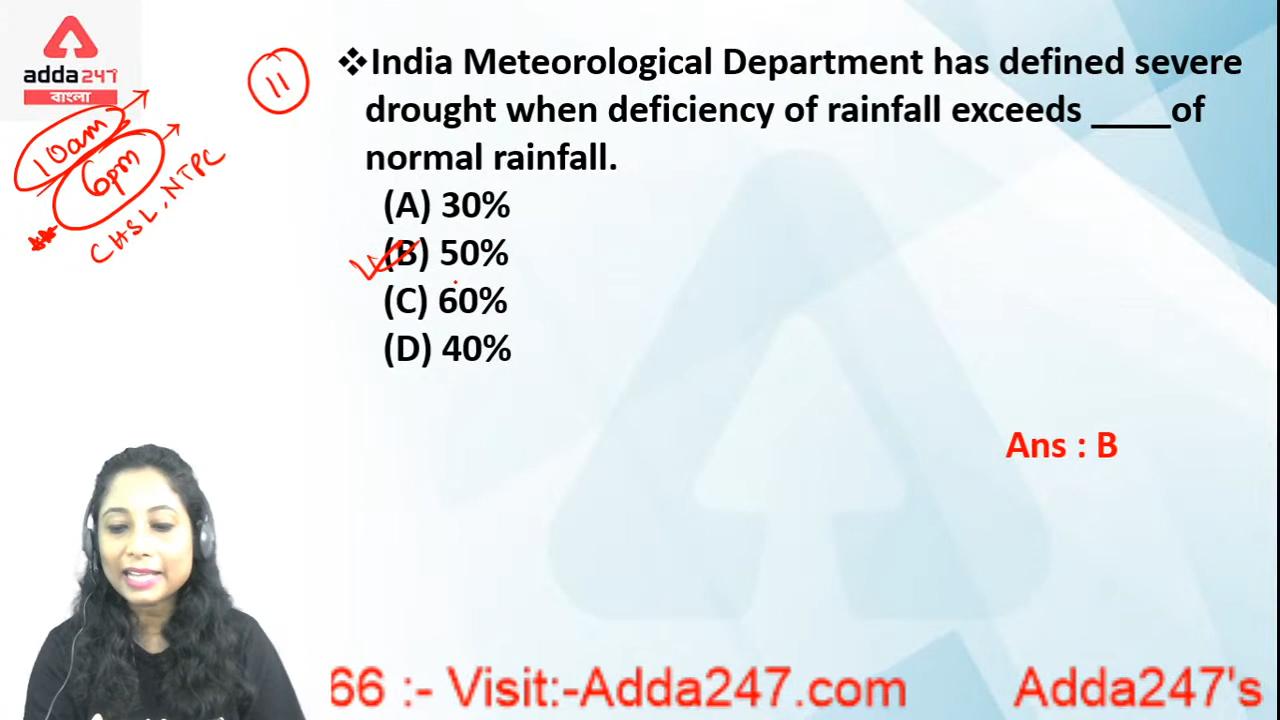 adda247
বাংলা
10am
6pm
CHSL, NTPC
11
❖India Meteorological Department has defined severe
drought when deficiency of rainfall exceeds ____of
normal rainfall.
(A) 30%
(B) 50%
(C) 60%
(D) 40%
Ans : B
66 :- Visit:-Adda247.com Adda247's